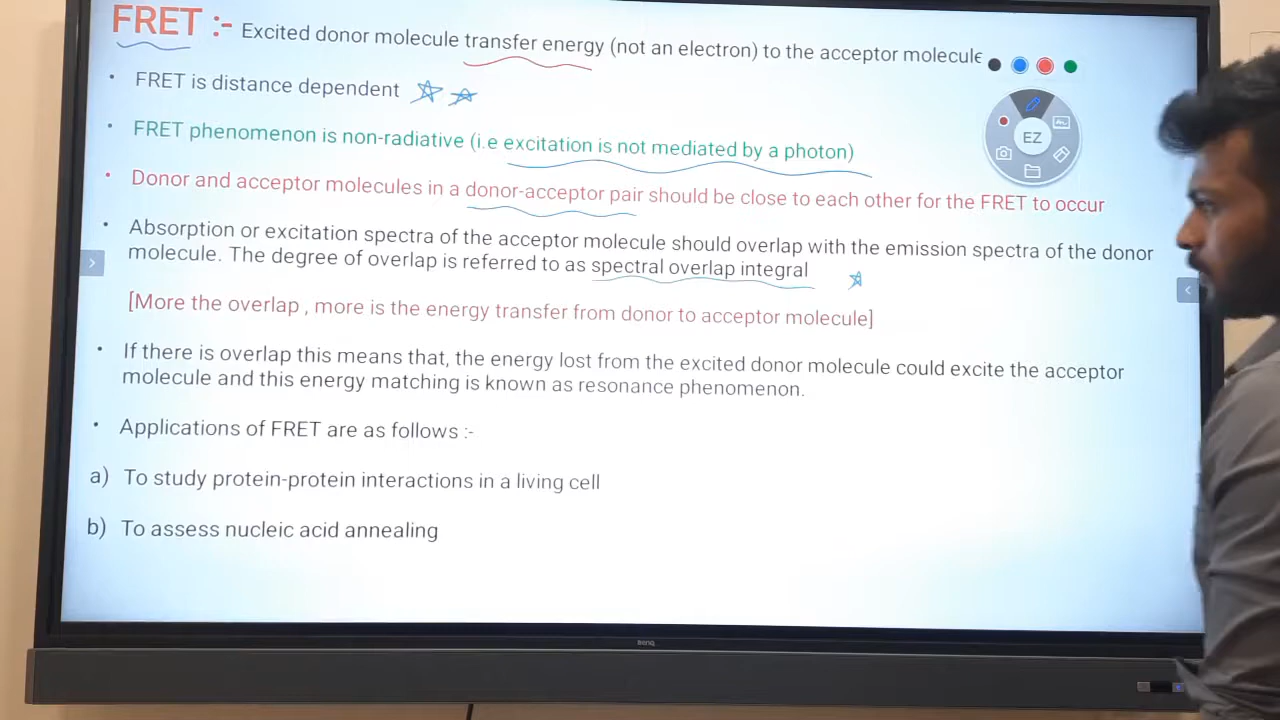 FRET :- Excited donor molecule transfer energy (not an electron) to the acceptor molecule
• FRET is distance dependent
• FRET phenomenon is non-radiative (i.e excitation is not mediated by a photon)
• Donor and acceptor molecules in a donor-acceptor pair should be close to each other for the FRET to occur
• Absorption or excitation spectra of the acceptor molecule should overlap with the emission spectra of the donor
molecule. The degree of overlap is referred to as spectral overlap integral
[More the overlap , more is the energy transfer from donor to acceptor molecule]
• If there is overlap this means that, the energy lost from the excited donor molecule could excite the acceptor
molecule and this energy matching is known as resonance phenomenon.
• Applications of FRET are as follows :-
a) To study protein-protein interactions in a living cell
b) To assess nucleic acid annealing
EZ
BenQ